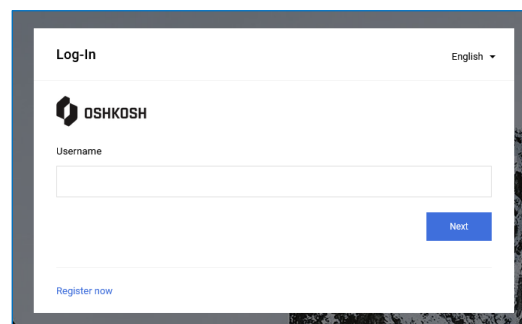 Log-In
English
OSHKOSH
Username
Next
Register now